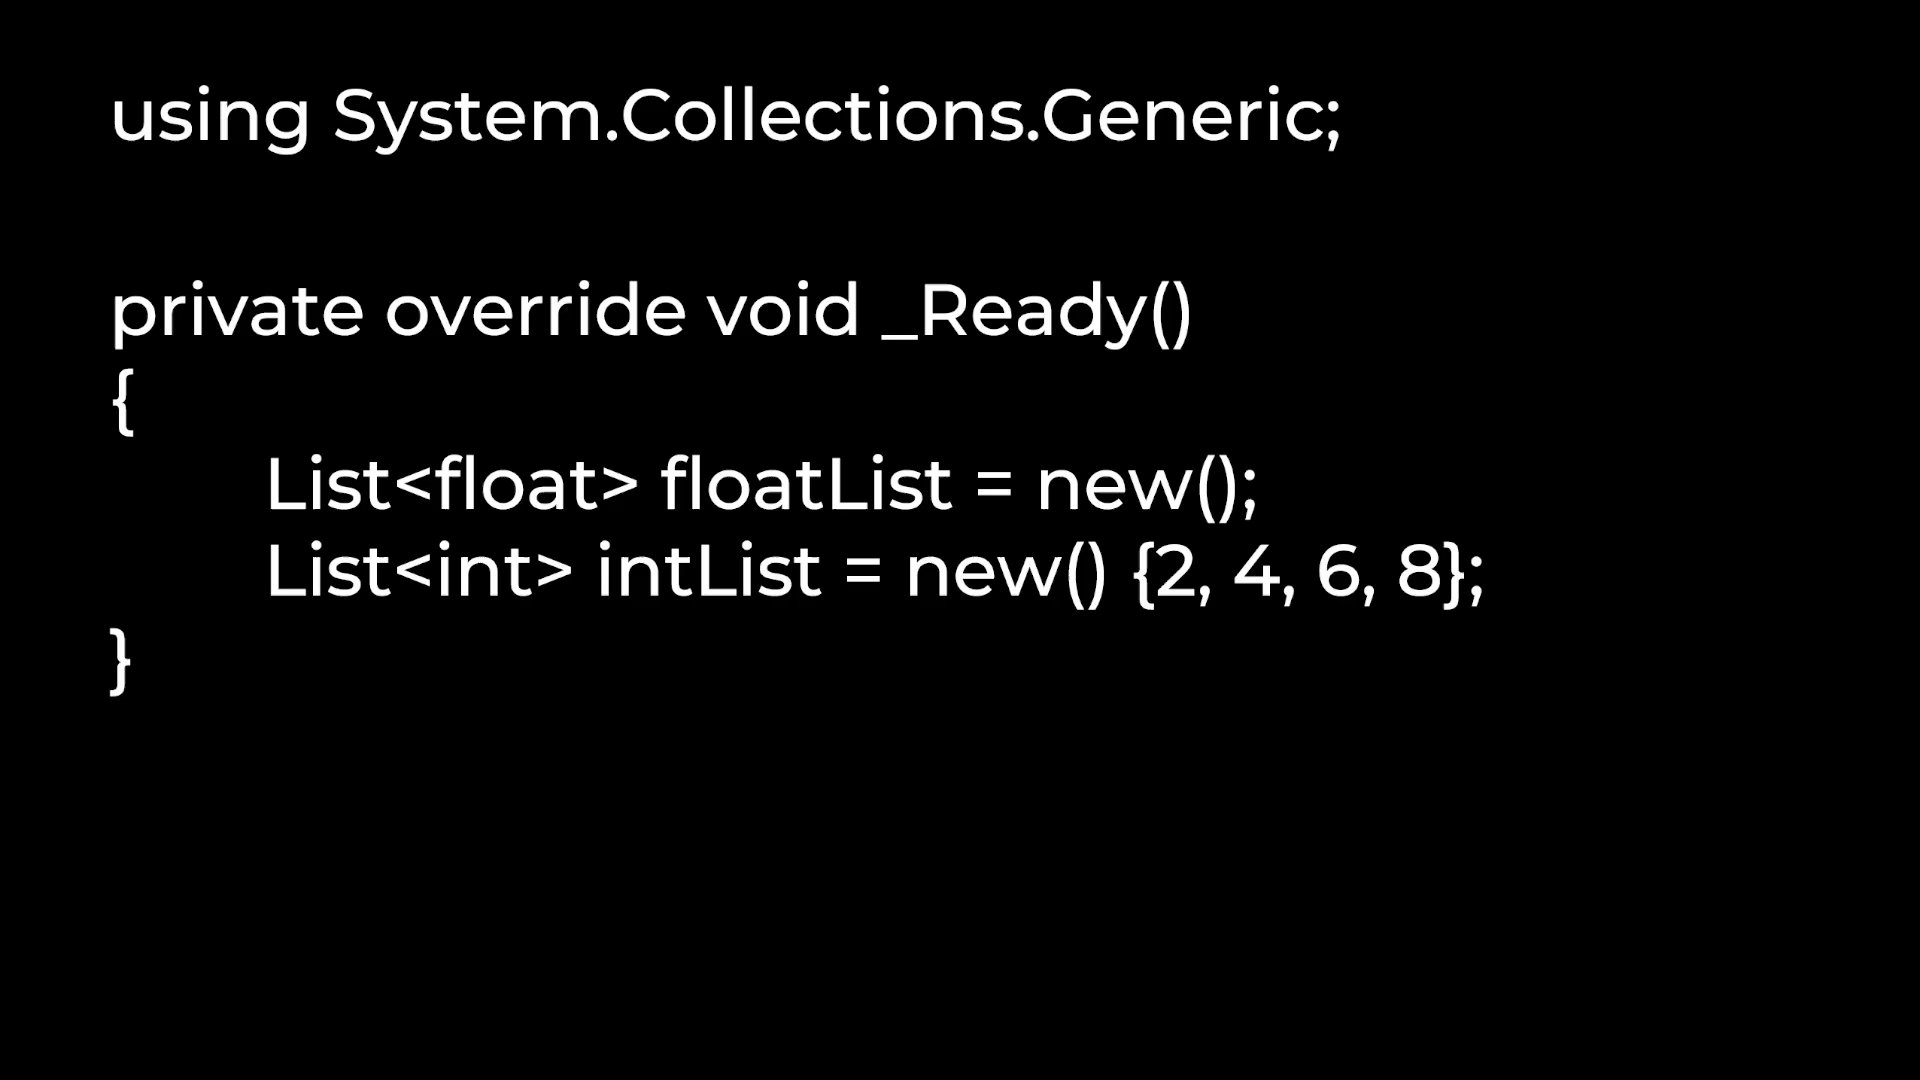 using System.Collections.Generic;
private override void _Ready()
{
List<float> floatList = new();
List<int> intList = new() {2, 4, 6, 8};
}